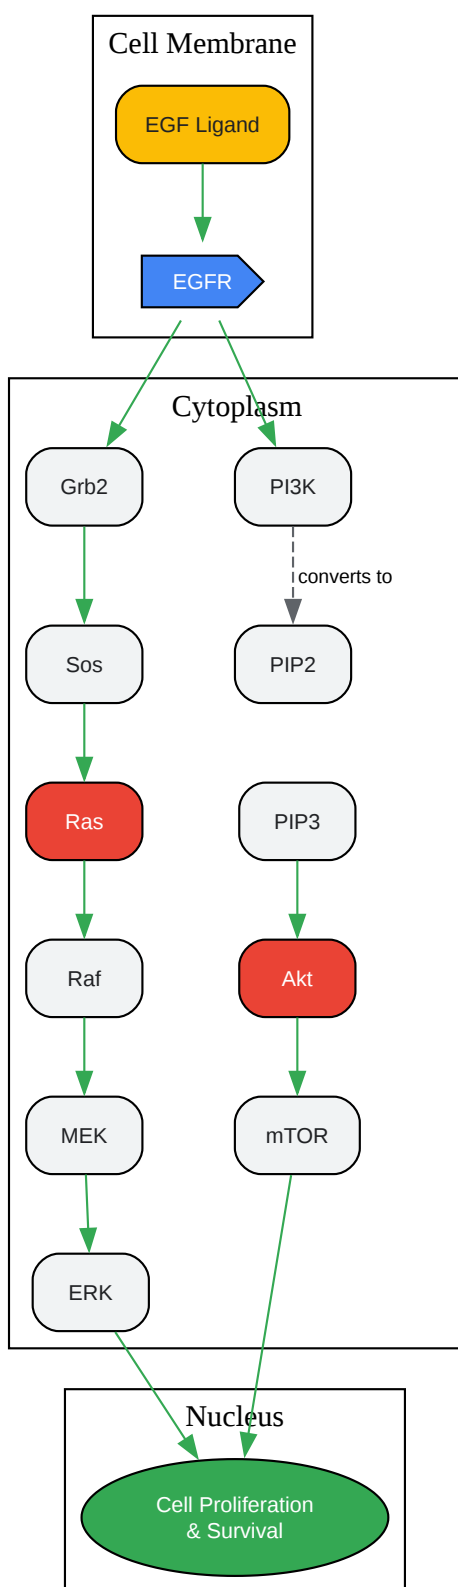 Cell Membrane
EGF Ligand
EGFR
Cytoplasm
Grb2
PI3K
converts to
Sos
PIP2
Ras
PIP3
Raf
Akt
MEK
mTOR
ERK
Nucleus
Cell Proliferation
& Survival